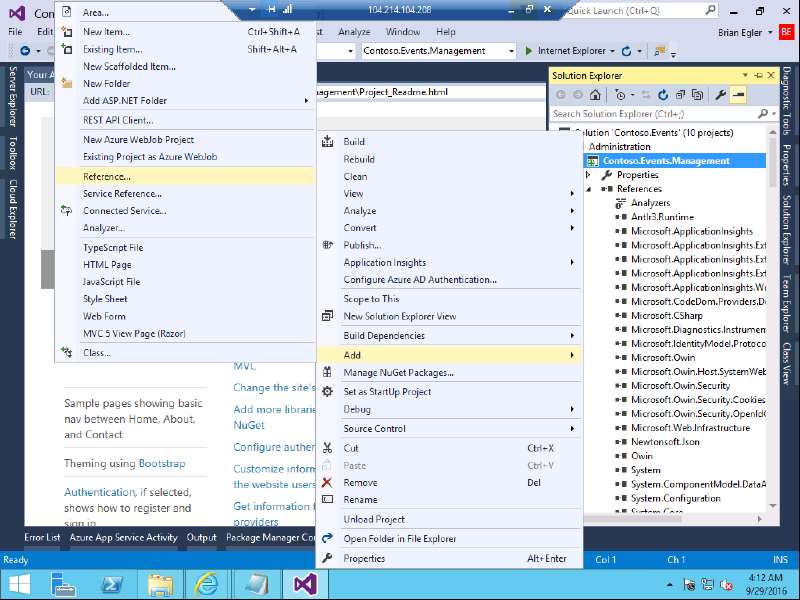 Con
104.214.104.208
Quick Launch (Ctrl+Q)
File
Edi
Analyze
Window
Help
Brian Egler
BE
Contoso.Events.Management
Internet Explorer
Your A
URL:
nagement\Project_Readme.html
Area...
New Item...
Ctrl+Shift+A
Existing Item...
Shift+Alt+A
New Scaffolded Item...
New Folder
Add ASP.NET Folder
REST API Client...
New Azure WebJob Project
Existing Project as Azure WebJob
Reference...
Service Reference...
Connected Service...
Analyzer...
TypeScript File
HTML Page
JavaScript File
Style Sheet
Web Form
MVC 5 View Page (Razor)
Class...
Build
Rebuild
Clean
View
Analyze
Convert
Publish...
Application Insights
Configure Azure AD Authentication...
Scope to This
New Solution Explorer View
Build Dependencies
Add
Manage NuGet Packages...
Set as StartUp Project
Debug
Source Control
Cut
Ctrl+X
Paste
Ctrl+V
Remove
Del
Rename
Unload Project
Open Folder in File Explorer
Properties
Alt+Enter
Solution Explorer
Search Solution Explorer (Ctrl+;)
Solution 'Contoso.Events' (10 projects)
Administration
Contoso.Events.Management
Properties
References
Analyzers
Antlr3.Runtime
Microsoft.ApplicationInsights
Microsoft.ApplicationInsights.Ext
Microsoft.ApplicationInsights.Ext
Microsoft.ApplicationInsights.Ext
Microsoft.ApplicationInsights.W
Microsoft.CodeDom.Providers.D
Microsoft.CSharp
Microsoft.Diagnostics.Instrumen
Microsoft.IdentityModel.Protoco
Microsoft.Owin
Microsoft.Owin.Host.SystemWeb
Microsoft.Owin.Security
Microsoft.Owin.Security.Cookies
Microsoft.Owin.Security.OpenId
Microsoft.Web.Infrastructure
Newtonsoft.Json
Owin
System
System.ComponentModel.DataA
System.Configuration
System.Core
Server Explorer
Toolbox
Cloud Explorer
Diagnostic Tools
Properties
Solution Explorer
Team Explorer
Class View
Sample pages showing basic
nav between Home, About,
and Contact
Theming using Bootstrap
Authentication, if selected,
shows how to register and
sign in
MVC
Change the site's
Add more librarie
NuGet
Configure auther
Customize inform
the website users
Get information f
providers
Error List
Azure App Service Activity
Output
Package Manager Con
Ready
Col 1
Ch 1
INS
4:12 AM
9/29/2016